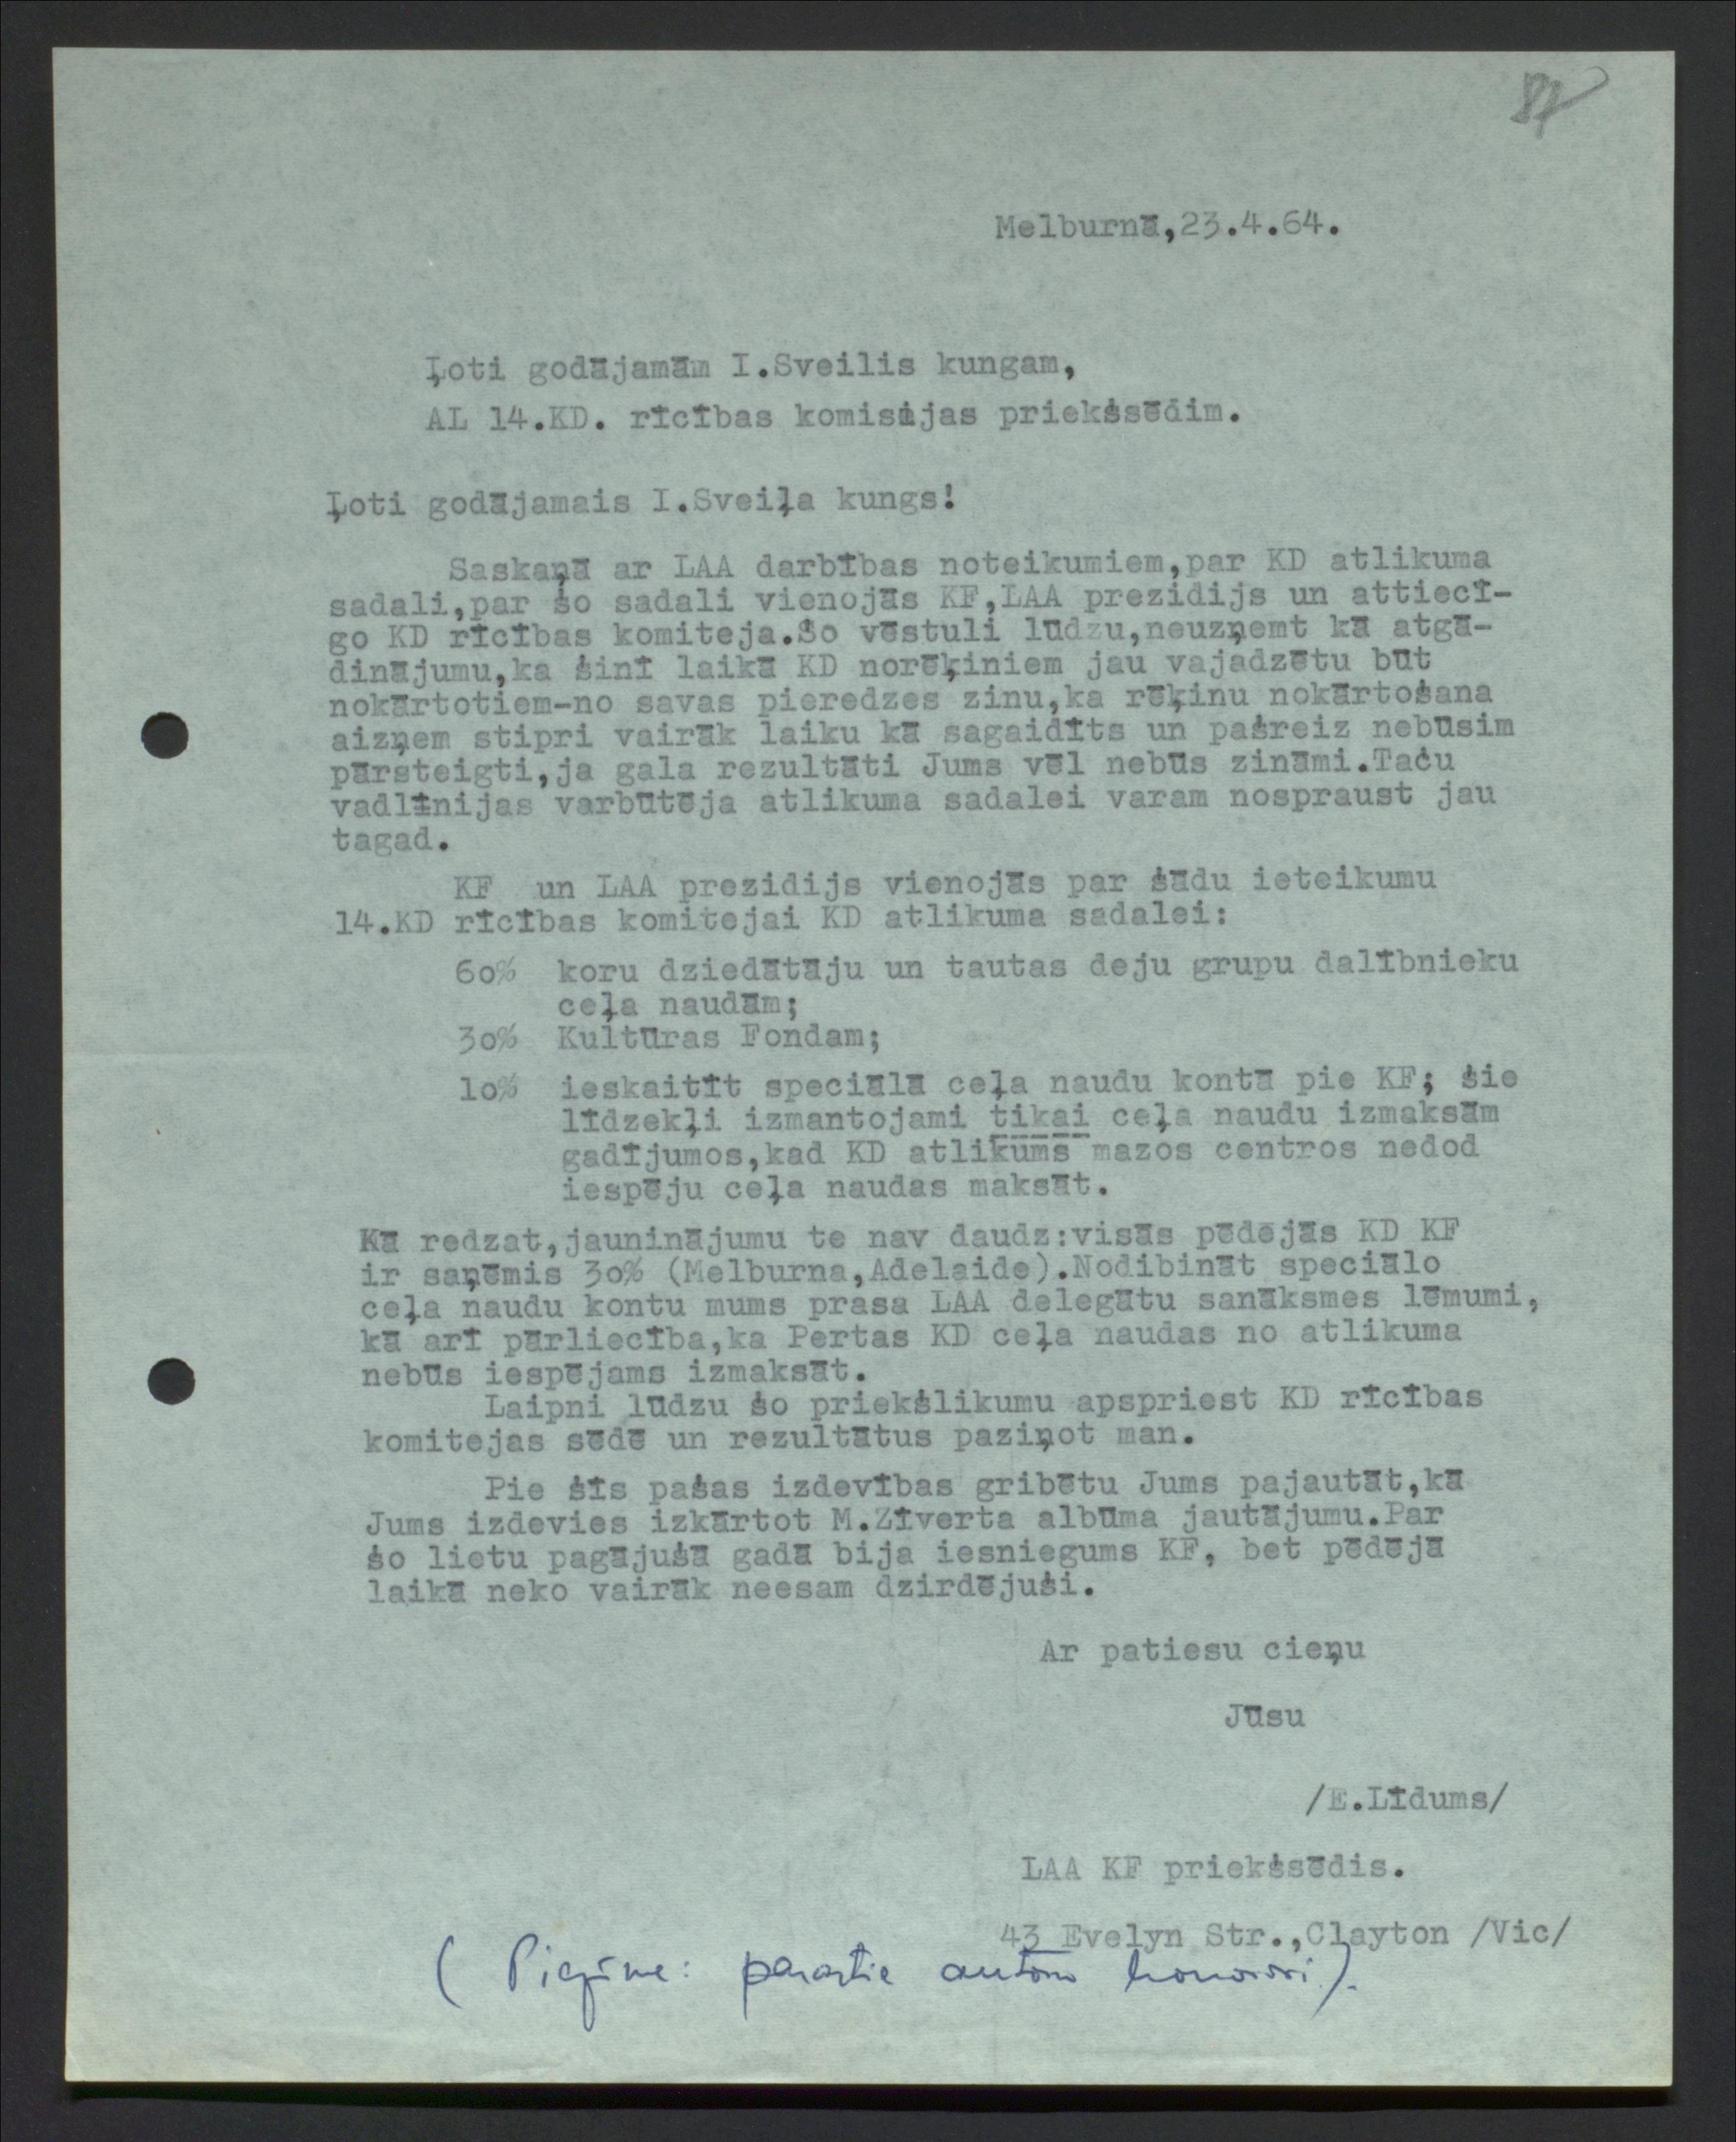 87
Melburnā,23.4.64.
Ļoti godājamām I.Sveilis kungam,
AL 14.KD. rīcības komisijas priekšsēdim.
Ļoti godājamais I.Sveiļa kungs!
Saskaņā ar LAA darbības noteikumiem,par KD atlikuma
sadali,par šo sadali vienojās KF,LAA prezidijs un attiecī-
go KD rīcības komiteja.Šo vēstuli lūdzu,neuzņemt kā atgā-
dinājumu,ka šinī laikā KD norēķiniem jau vajadzētu būt
nokārtotiem-no savas pieredzes zinu,ka rēķinu nokārtošana
aizņem stipri vairāk laiku kā sagaidīts un pašreiz nebūsim
pārsteigti,ja gala rezultāti Jums vēl nebūs zināmi.Taču
vadlīnijas varbūtēja atlikuma sadalei varam nospraust jau
tagad.
KF un LAA prezidijs vienojās par šādu ieteikumu
14.KD rīcības komitejai KD atlikuma sadalei:
6o% koru dziedātāju un tautas deju grupu dalībnieku
ceļa naudām;
3o% Kultūras Fondam;
1o% ieskaitīt speciālā ceļa naudu kontā pie KF; šie
līdzekļi izmantojami tikai ceļa naudu izmaksām
gadījumos,kad KD atlikums mazos centros nedod
iespēju ceļa naudas maksāt.
Kā redzat,jauninājumu te nav daudz:visās pēdējās KD KF
ir saņēmis 3o% (Melburna,Adelaide).Nodibināt speciālo
ceļa naudu kontu mums prasa LAA delegātu sanāksmes lēmumi,
kā arī pārliecība,ka Pertas KD ceļa naudas no atlikuma
nebūs iespējams izmaksāt.
Laipni lūdzu šo priekšlikumu apspriest KD rīcības
komitejas sēdē un rezultātus paziņot man.
Pie šīs pašas izdevības gribētu Jums pajautāt,kā
Jums izdevies izkārtot M.Zīverta albūma jautājumu.Par
šo lietu pagājušā gadā bija iesniegums KF, bet pēdējā
laikā neko vairāk neesam dzirdējuši.
Ar patiesu cieņu
Jūsu
/E.Līdums/
LAA KF priekšsēdis.
43 Evelyn Str.,Clayton /Vic/
( Piezīme: parastie autoru honorāri ).